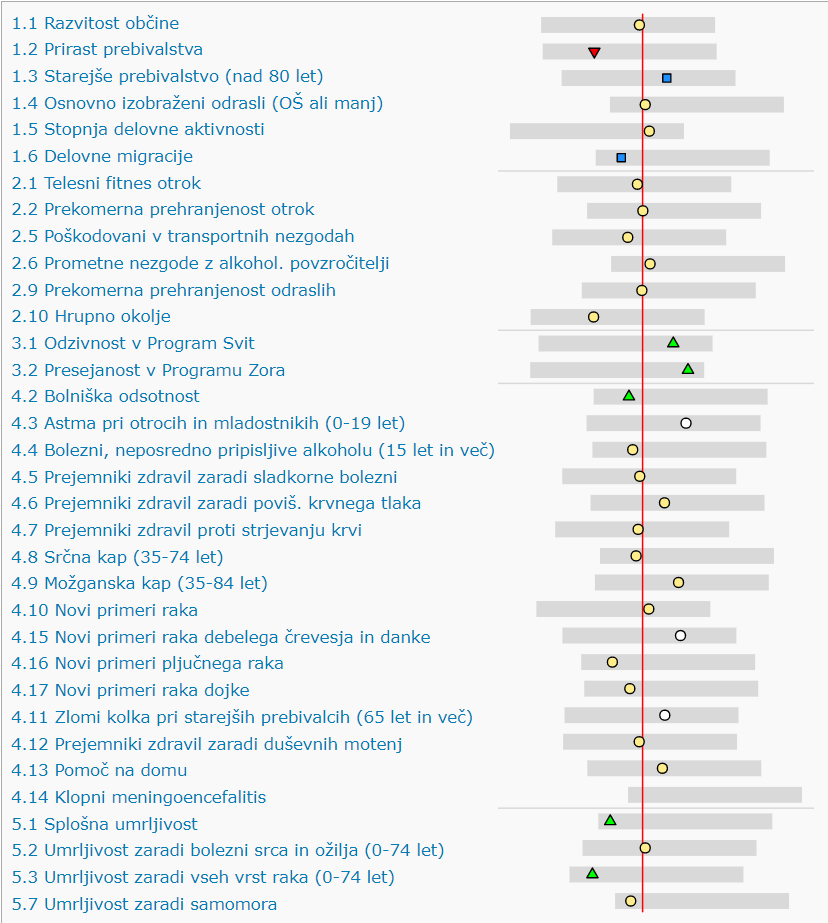 1.1 Razvitost občine
1.2 Prirast prebivalstva
1.3 Starejše prebivalstvo (nad 80 let)
1.4 Osnovno izobraženi odrasli (OŠ ali manj)
1.5 Stopnja delovne aktivnosti
1.6 Delovne migracije
2.1 Telesni fitnes otrok
2.2 Prekomerna prehranjenost otrok
2.5 Poškodovani v transportnih nezgodah
2.6 Prometne nezgode z alkohol. povzročitelji
2.9 Prekomerna prehranjenost odraslih
2.10 Hrupno okolje
3.1 Odzivnost v Program Svit
3.2 Presejanost v Programu Zora
4.2 Bolniška odsotnost
4.3 Astma pri otrocih in mladostnikih (0-19 let)
4.4 Bolezni, neposredno pripisljive alkoholu (15 let in več)
4.5 Prejemniki zdravil zaradi sladkorne bolezni
4.6 Prejemniki zdravil zaradi poviš. krvnega tlaka
4.7 Prejemniki zdravil proti strjevanju krvi
4.8 Srčna kap (35-74 let)
4.9 Možganska kap (35-84 let)
4.10 Novi primeri raka
4.15 Novi primeri raka debelega črevesja in danke
4.16 Novi primeri pljučnega raka
4.17 Novi primeri raka dojke
4.11 Zlomi kolka pri starejših prebivalcih (65 let in več)
4.12 Prejemniki zdravil zaradi duševnih motenj
4.13 Pomoč na domu
4.14 Klopni meningoencefalitis
5.1 Splošna umrljivost
5.2 Umrljivost zaradi bolezni srca in ožilja (0-74 let)
5.3 Umrljivost zaradi vseh vrst raka (0-74 let)
5.7 Umrljivost zaradi samomora